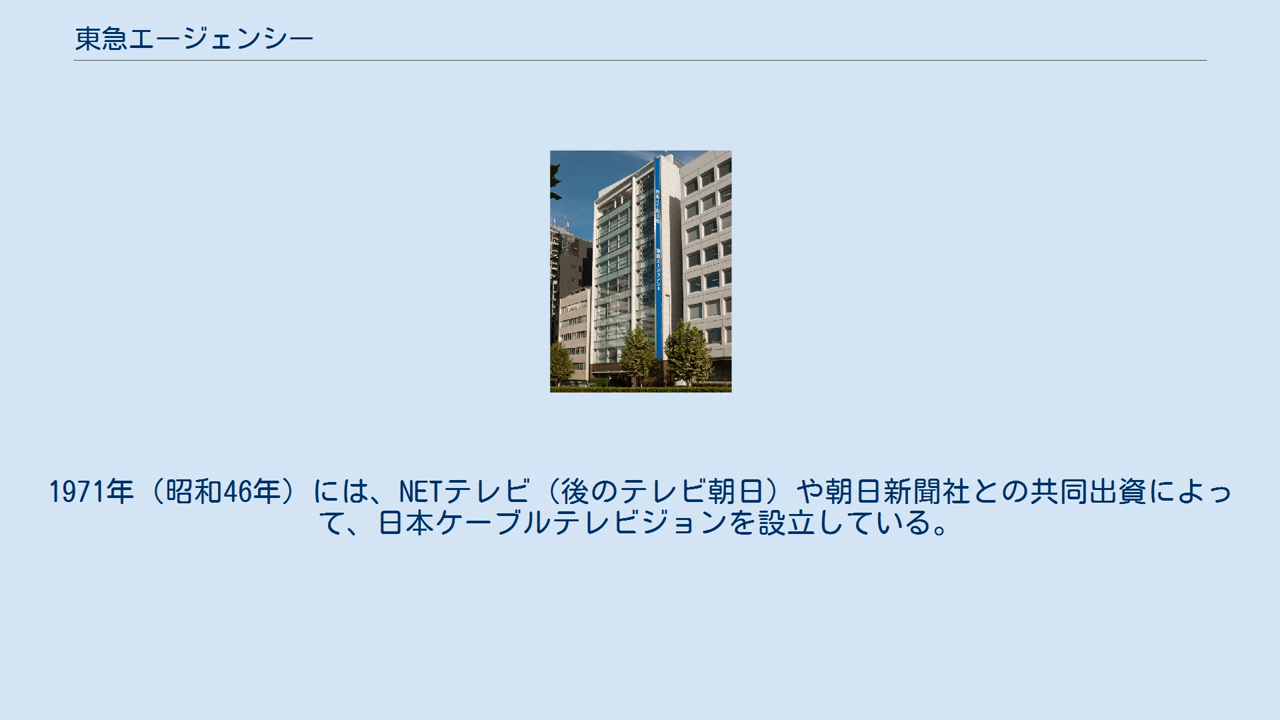 東急エージェンシー
1971年（昭和46年）には、NETテレビ（後のテレビ朝日）や朝日新聞社との共同出資によっ
て、日本ケーブルテレビジョンを設立している。